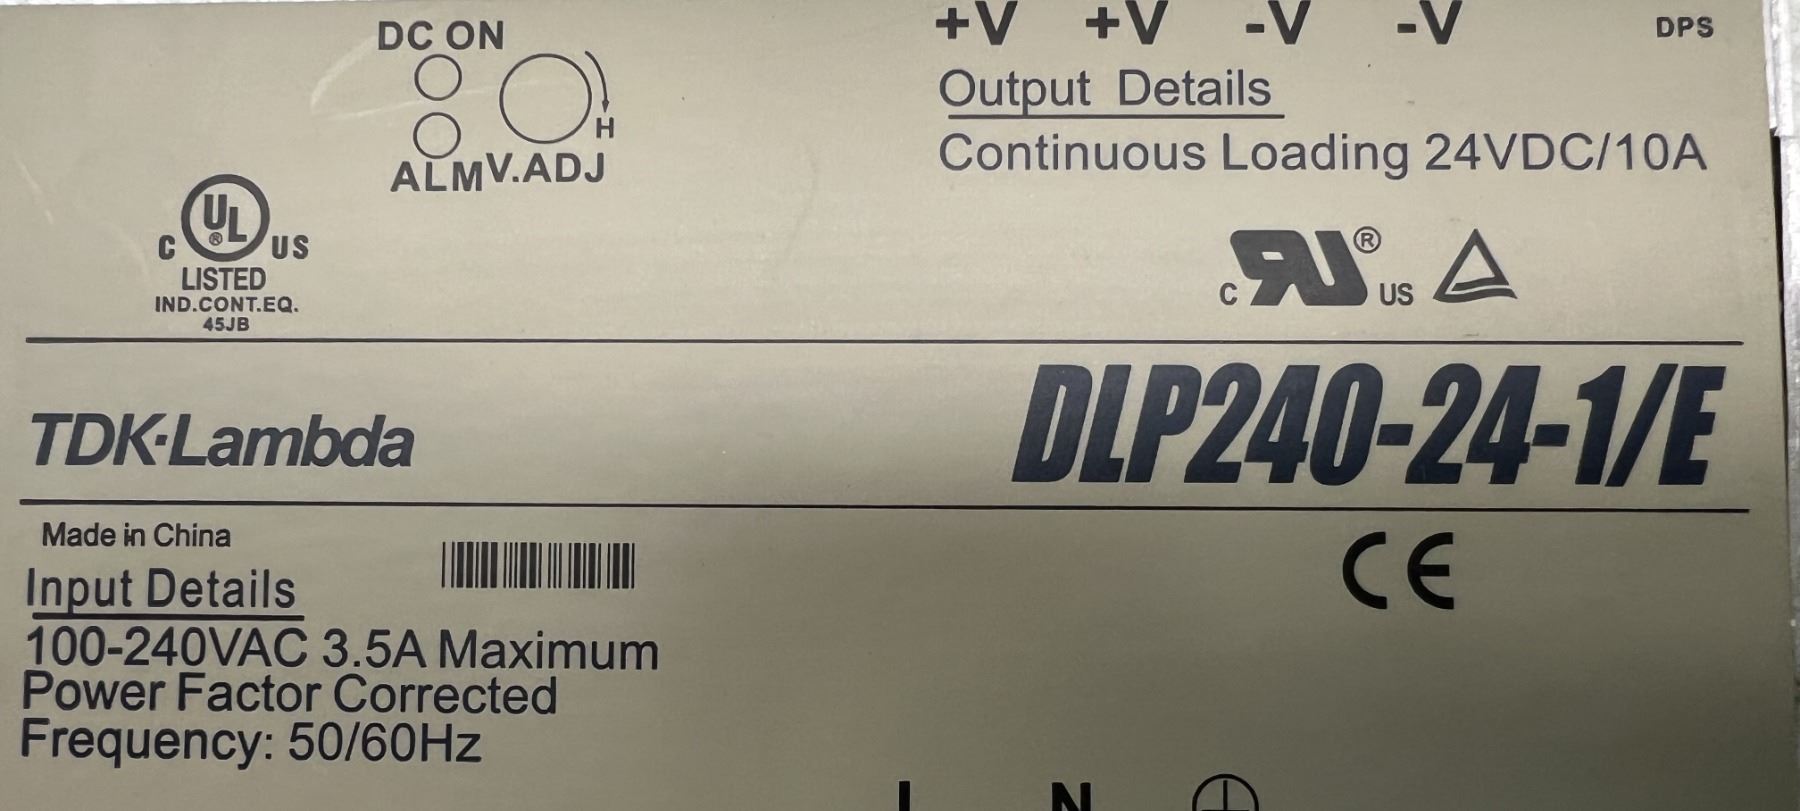 +V +V -V -V DPS
DC ON
H
ALM V.ADJ
Output Details
Continuous Loading 24VDC/10A
C UL ® US
LISTED
IND.CONT.EQ.
45JB
C RU ® US
TDK-Lambda
DLP240-24-1/E
Made in China
CE
Input Details
100-240VAC 3.5A Maximum
Power Factor Corrected
Frequency: 50/60Hz
L N